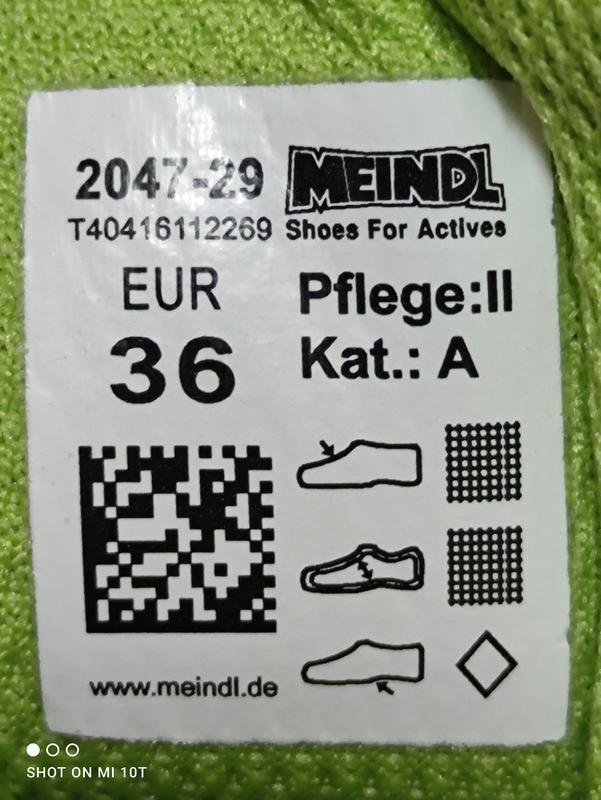 2047-29
T40416112269
MEINDL
Shoes For Actives
EUR
36
Pflege:II
Kat.: A
www.meindl.de
SHOT ON MI 10T